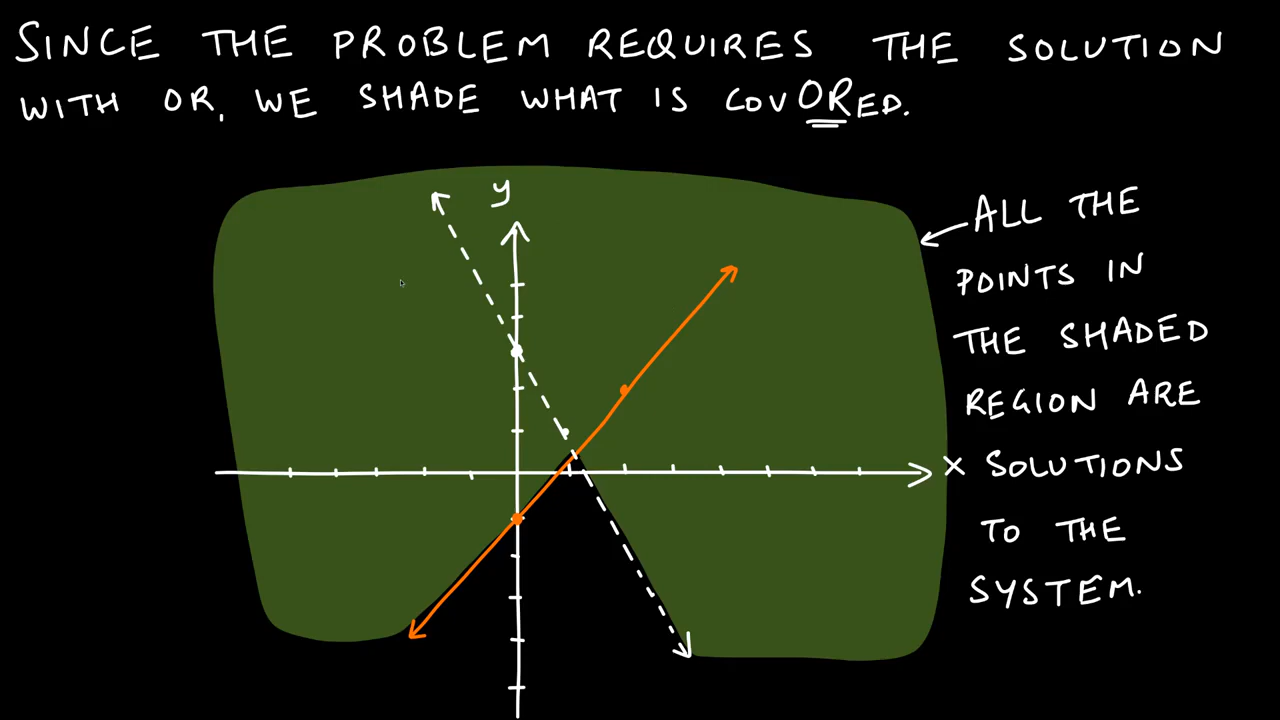 SINCE THE PROBLEM REQUIRES THE SOLUTION
WITH OR, WE SHADE WHAT IS COVORED.
y
ALL THE
POINTS IN
THE SHADED
REGION ARE
x SOLUTIONS
TO THE
SYSTEM.